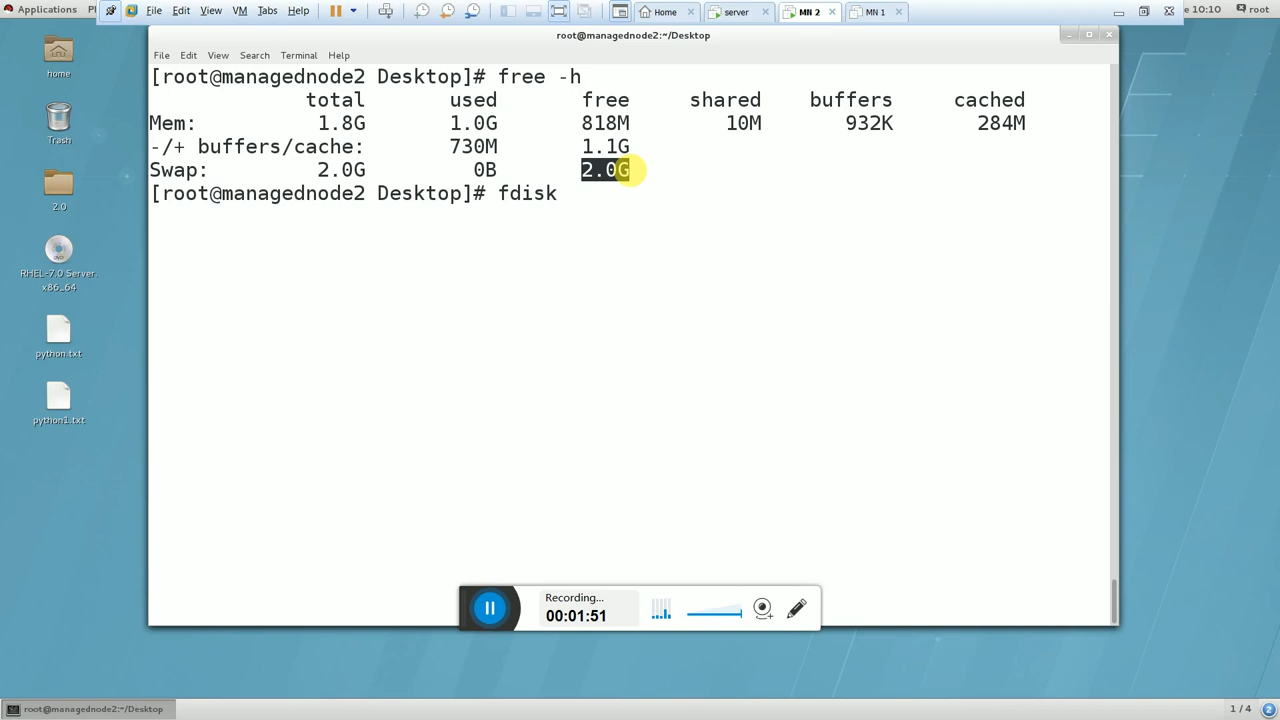 Applications Pl File Edit View VM Tabs Help Home server MN 2 MN 1 e 10:10 root
root@managednode2:~/Desktop
File Edit View Search Terminal Help
[root@managednode2 Desktop]# free -h
total used free shared buffers cached
Mem: 1.8G 1.0G 818M 10M 932K 284M
-/+ buffers/cache: 730M 1.1G
Swap: 2.0G 0B 2.0G
[root@managednode2 Desktop]# fdisk
home
Trash
2.0
RHEL-7.0 Server.
x86_64
python.txt
python1.txt
Recording...
00:01:51
root@managednode2:~/Desktop
1 / 4
2